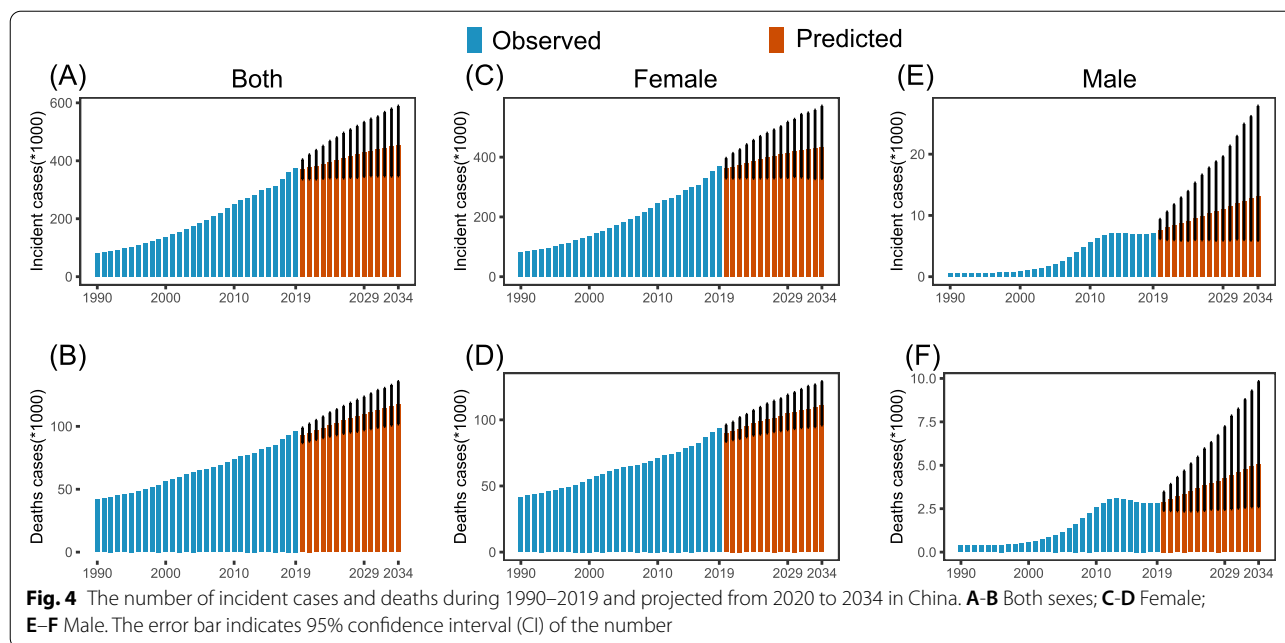 Observed Predicted
(A) Both
(C) Female
(E) Male
Incident cases(*1000)
600
400
200
0
1990 2000 2010 2019 2029 2034
Incident cases(*1000)
400
200
0
1990 2000 2010 2019 2029 2034
Incident cases(*1000)
20
10
0
1990 2000 2010 2019 2029 2034
(B)
Deaths cases(*1000)
100
50
0
1990 2000 2010 2019 2029 2034
(D)
Deaths cases(*1000)
100
50
0
1990 2000 2010 2019 2029 2034
(F)
Deaths cases(*1000)
10.0
7.5
5.0
2.5
0.0
1990 2000 2010 2019 2029 2034
Fig. 4 The number of incident cases and deaths during 1990–2019 and projected from 2020 to 2034 in China. A-B Both sexes; C-D Female;
E–F Male. The error bar indicates 95% confidence interval (CI) of the number